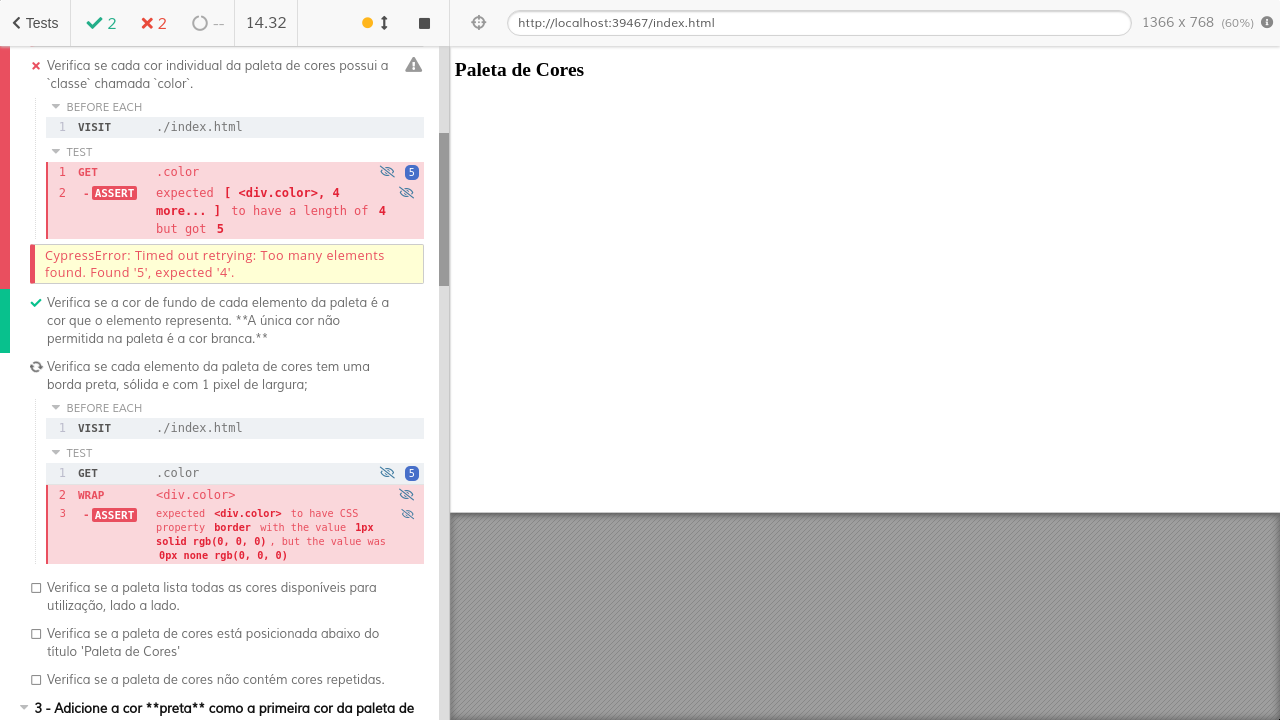 Tests 2 2 -- 14.32
http://localhost:39467/index.html 1366 x 768 (60%)
Verifica se cada cor individual da paleta de cores possui a
`classe` chamada `color`.
BEFORE EACH
1 VISIT ./index.html
TEST
1 GET .color 5
2 -ASSERT expected [ <div.color>, 4
more... ] to have a length of 4
but got 5
CypressError: Timed out retrying: Too many elements
found. Found '5', expected '4'.
Verifica se a cor de fundo de cada elemento da paleta é a
cor que o elemento representa. **A única cor não
permitida na paleta é a cor branca.**
Verifica se cada elemento da paleta de cores tem uma
borda preta, sólida e com 1 pixel de largura;
BEFORE EACH
1 VISIT ./index.html
TEST
1 GET .color 5
2 WRAP <div.color>
3 -ASSERT expected <div.color> to have CSS
property border with the value 1px
solid rgb(0, 0, 0), but the value was
0px none rgb(0, 0, 0)
Verifica se a paleta lista todas as cores disponíveis para
utilização, lado a lado.
Verifica se a paleta de cores está posicionada abaixo do
título 'Paleta de Cores'
Verifica se a paleta de cores não contém cores repetidas.
3 - Adicione a cor **preta** como a primeira cor da paleta de
Paleta de Cores